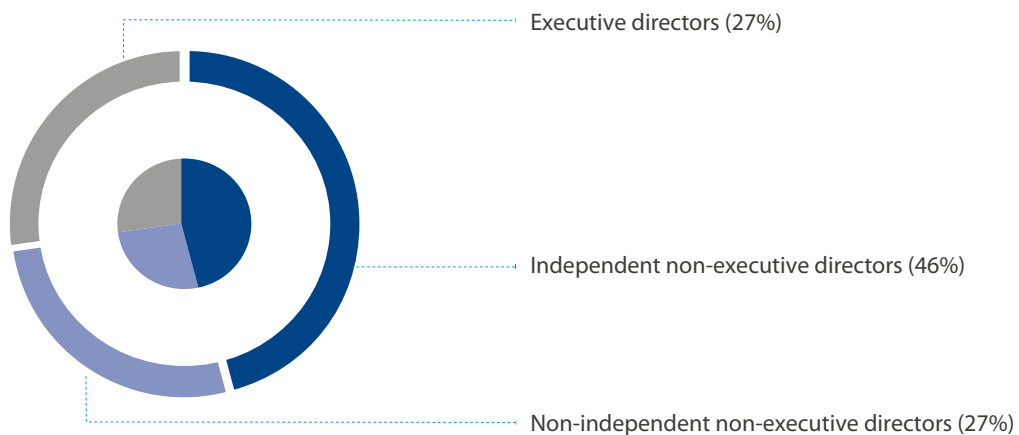 Executive directors (27%)
Independent non-executive directors (46%)
Non-independent non-executive directors (27%)